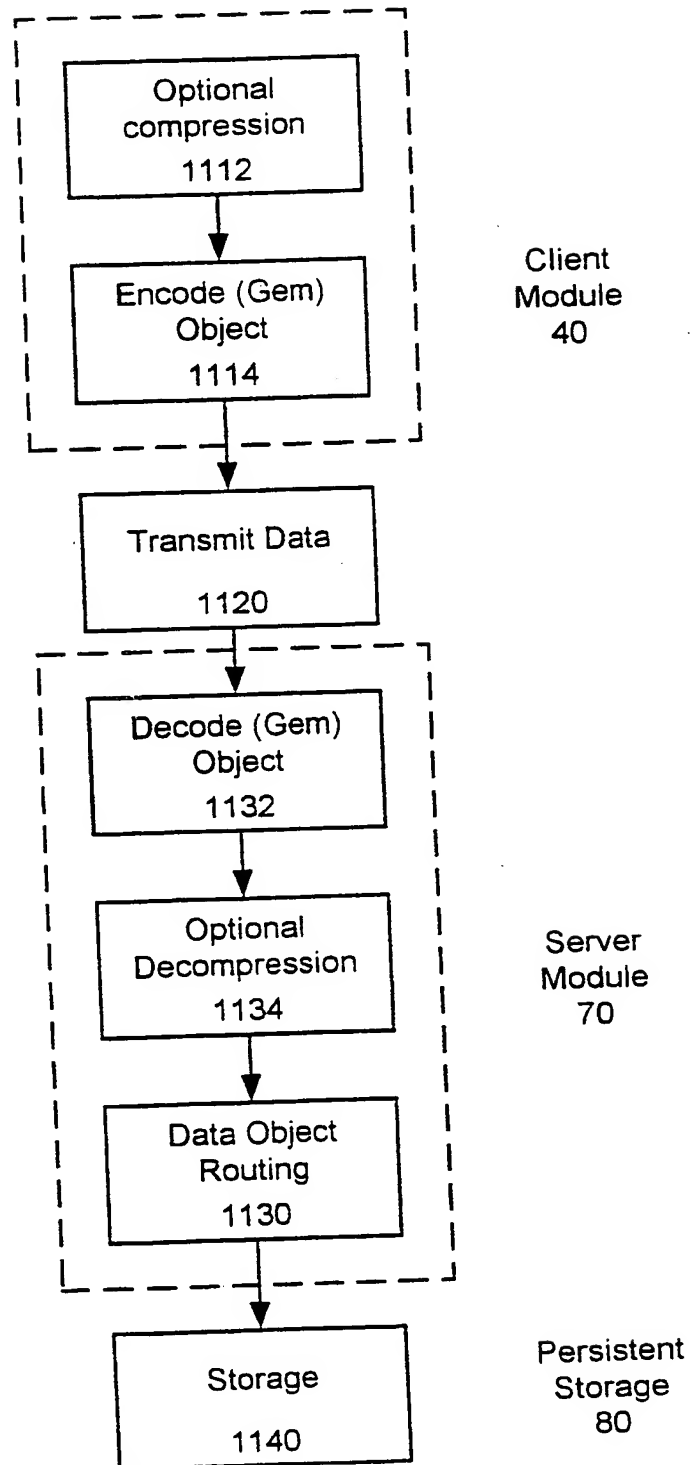 Optional
compression
1112
Encode (Gem)
Object
1114
Client
Module
40
Transmit Data
1120
Decode (Gem)
Object
1132
Optional
Decompression
1134
Server
Module
70
Data Object
Routing
1130
Storage
1140
Persistent
Storage
80